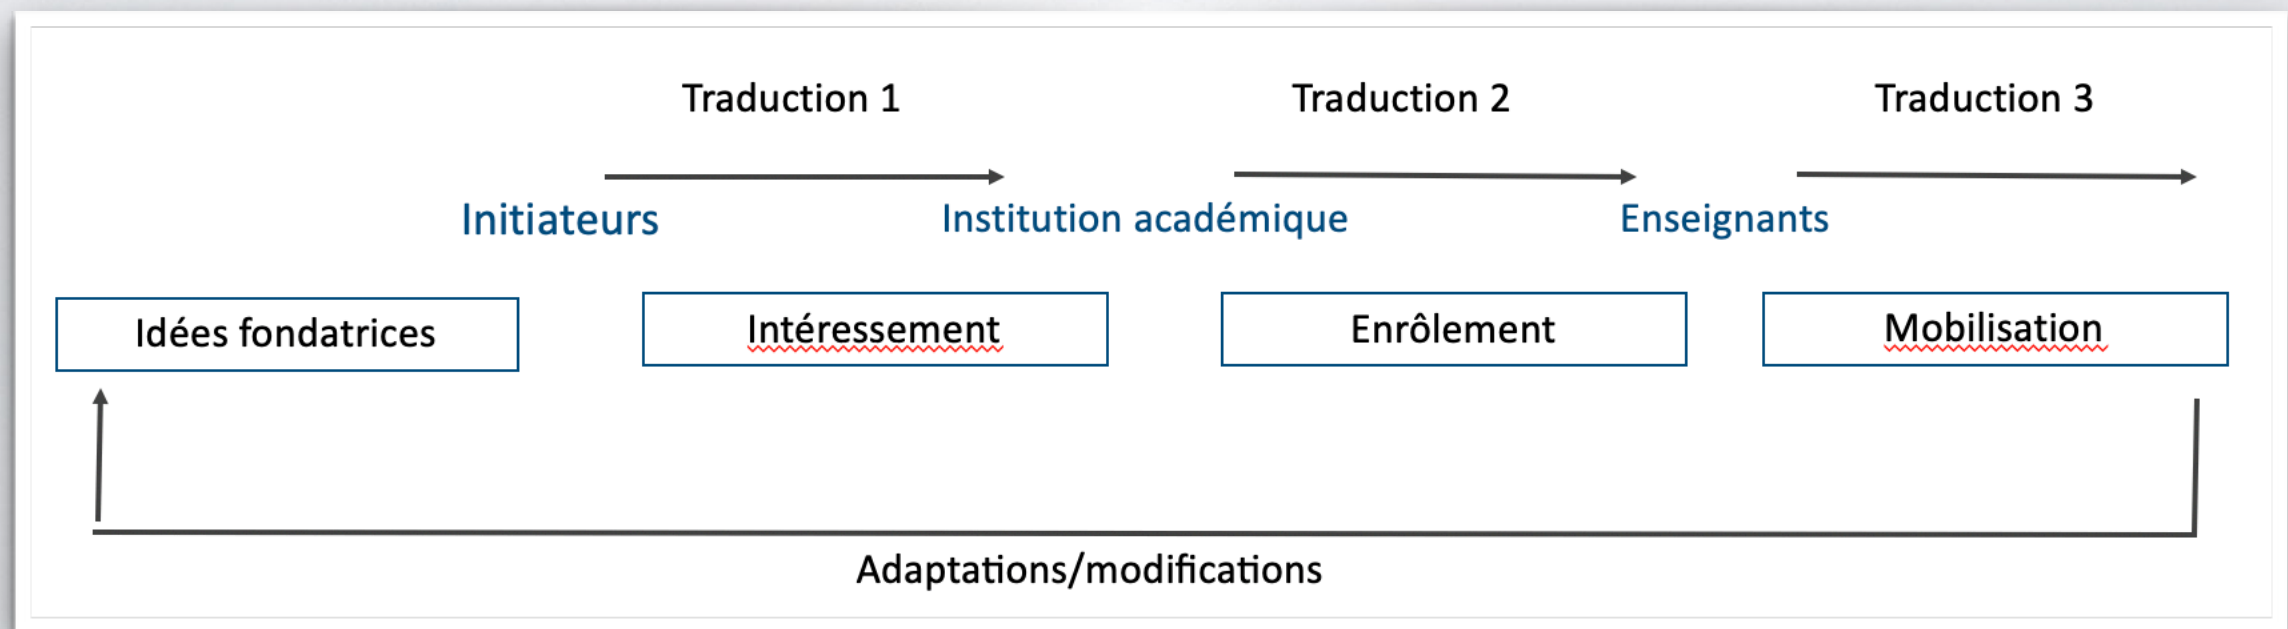 Traduction 1
Traduction 2
Traduction 3
Initiateurs
Institution académique
Enseignants
Idées fondatrices
Intéressement
Enrôlement
Mobilisation
Adaptations/modifications